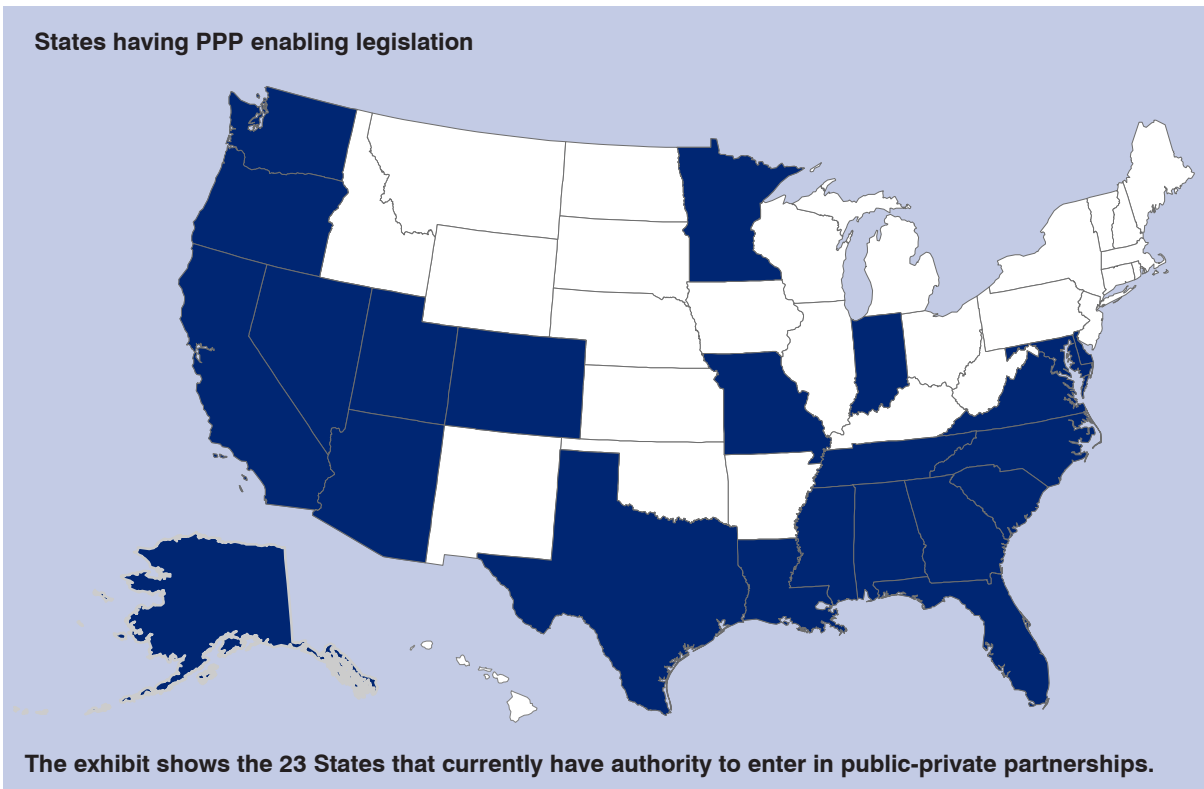 States having PPP enabling legislation
The exhibit shows the 23 States that currently have authority to enter in public-private partnerships.